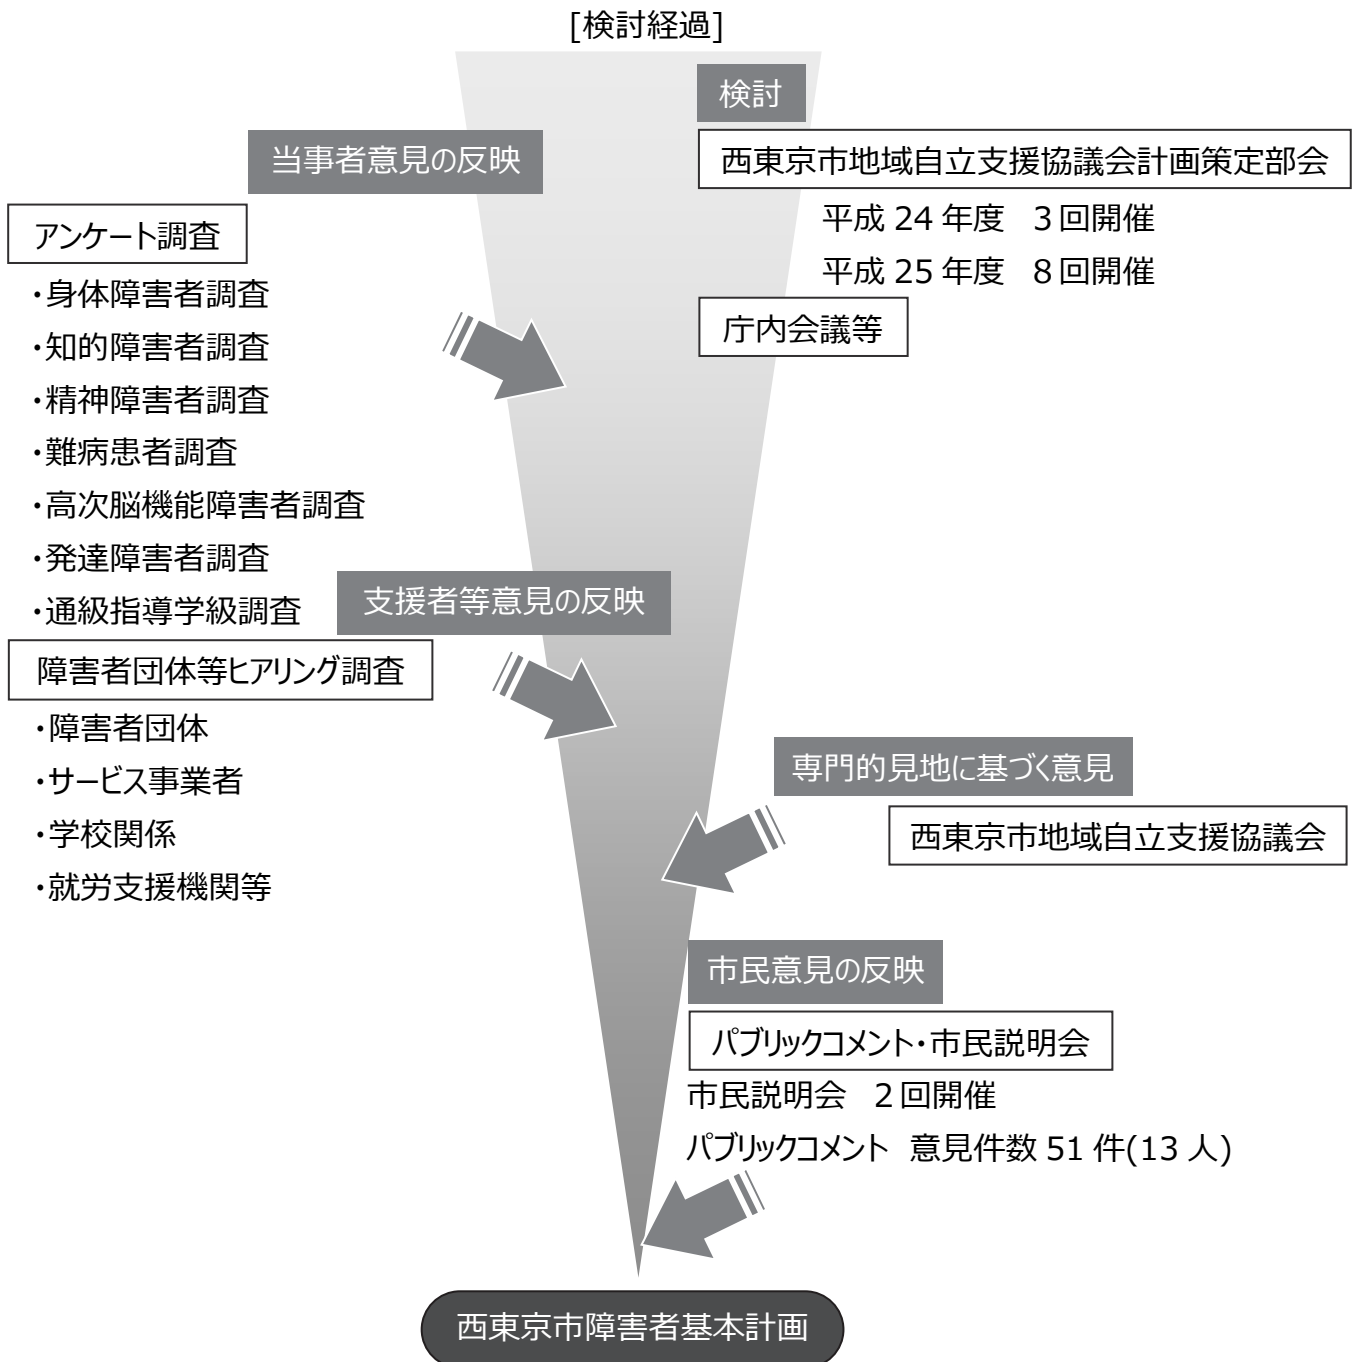 [検討経過]
検討
西東京市地域自立支援協議会計画策定部会
平成 24 年度 3回開催
平成 25 年度 8回開催
庁内会議等
当事者意見の反映
アンケート調査
・身体障害者調査
・知的障害者調査
・精神障害者調査
・難病患者調査
・高次脳機能障害者調査
・発達障害者調査
・通級指導学級調査
支援者等意見の反映
障害者団体等ヒアリング調査
・障害者団体
・サービス事業者
・学校関係
・就労支援機関等
専門的見地に基づく意見
西東京市地域自立支援協議会
市民意見の反映
パブリックコメント・市民説明会
市民説明会 2回開催
パブリックコメント 意見件数 51 件(13 人)
西東京市障害者基本計画